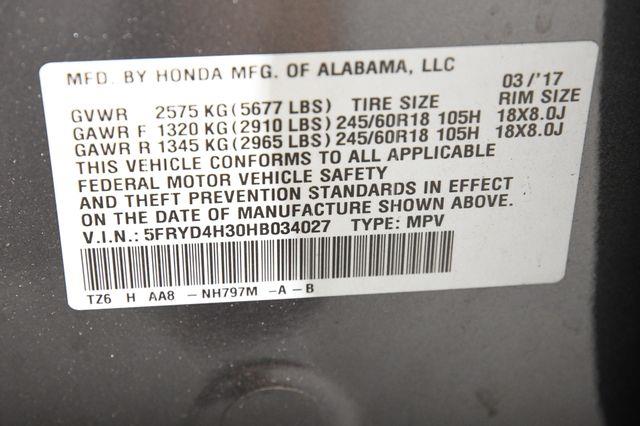 MFD. BY HONDA MFG. OF ALABAMA, LLC 03/'17
GVWR 2575 KG(5677 LBS) TIRE SIZE RIM SIZE
GAWR F 1320 KG(2910 LBS)245/60R18 105H 18X8.0J
GAWR R 1345 KG(2965 LBS)245/60R18 105H 18X8.0J
THIS VEHICLE CONFORMS TO ALL APPLICABLE
FEDERAL MOTOR VEHICLE SAFETY
AND THEFT PREVENTION STANDARDS IN EFFECT
ON THE DATE OF MANUFACTURE SHOWN ABOVE.
V.I.N.: 5FRYD4H30HB034027 TYPE: MPV
TZ6 H AA8 -NH797M -A-B